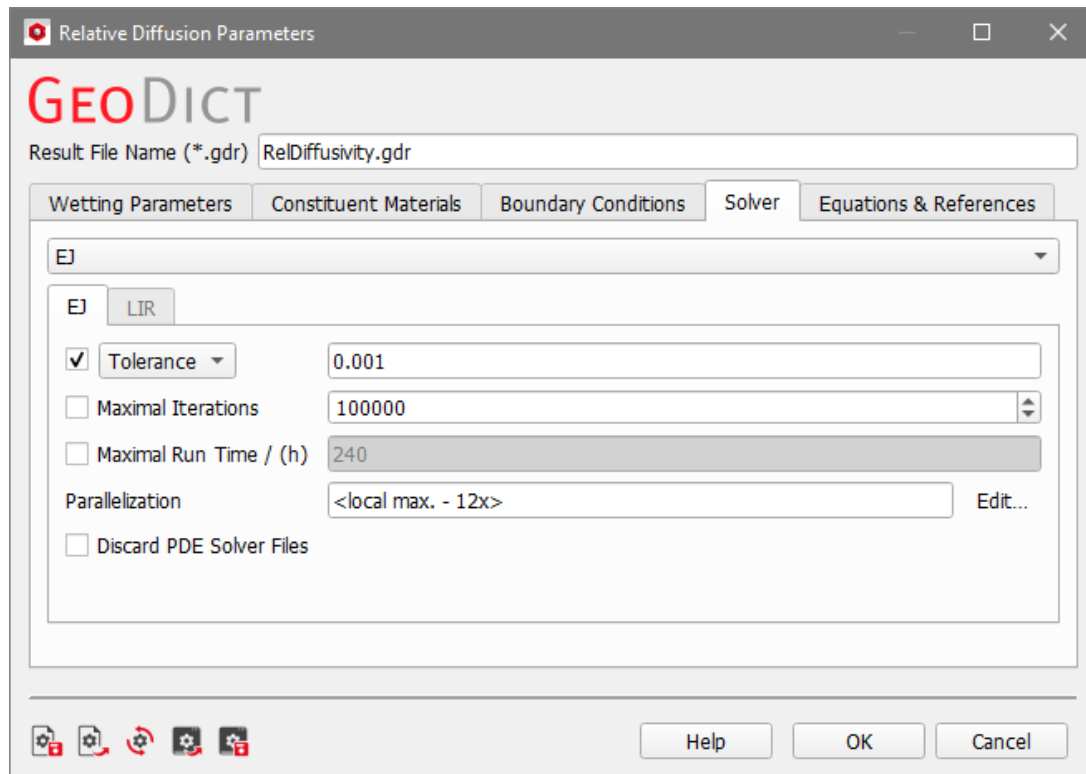 Relative Diffusion Parameters
GEODICT
Result File Name (*.gdr) RelDiffusivity.gdr
Wetting Parameters Constituent Materials Boundary Conditions Solver Equations & References
EJ
EJ LIR
Tolerance 0.001
Maximal Iterations 100000
Maximal Run Time / (h) 240
Parallelization <local max. - 12x> Edit...
Discard PDE Solver Files
Help OK Cancel